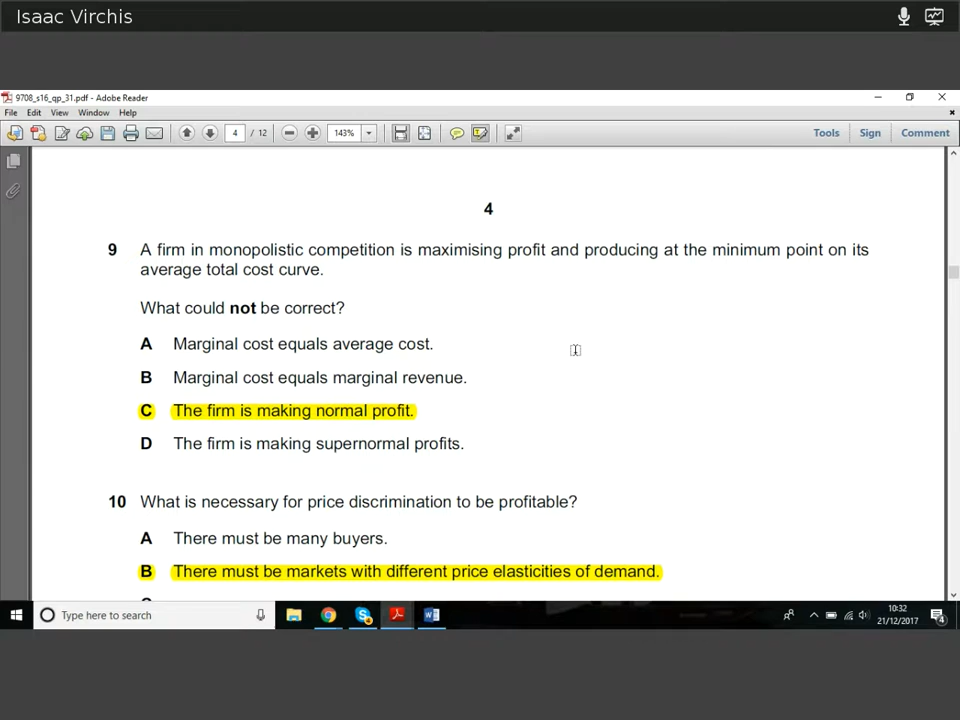 Isaac Virchis
9708_s16_qp_31.pdf - Adobe Reader
File Edit View Window Help
4 / 12 143% Tools Sign Comment
4
9 A firm in monopolistic competition is maximising profit and producing at the minimum point on its
average total cost curve.
What could not be correct?
A Marginal cost equals average cost.
B Marginal cost equals marginal revenue.
C The firm is making normal profit.
D The firm is making supernormal profits.
10 What is necessary for price discrimination to be profitable?
A There must be many buyers.
B There must be markets with different price elasticities of demand.
Type here to search
10:32
21/12/2017
4